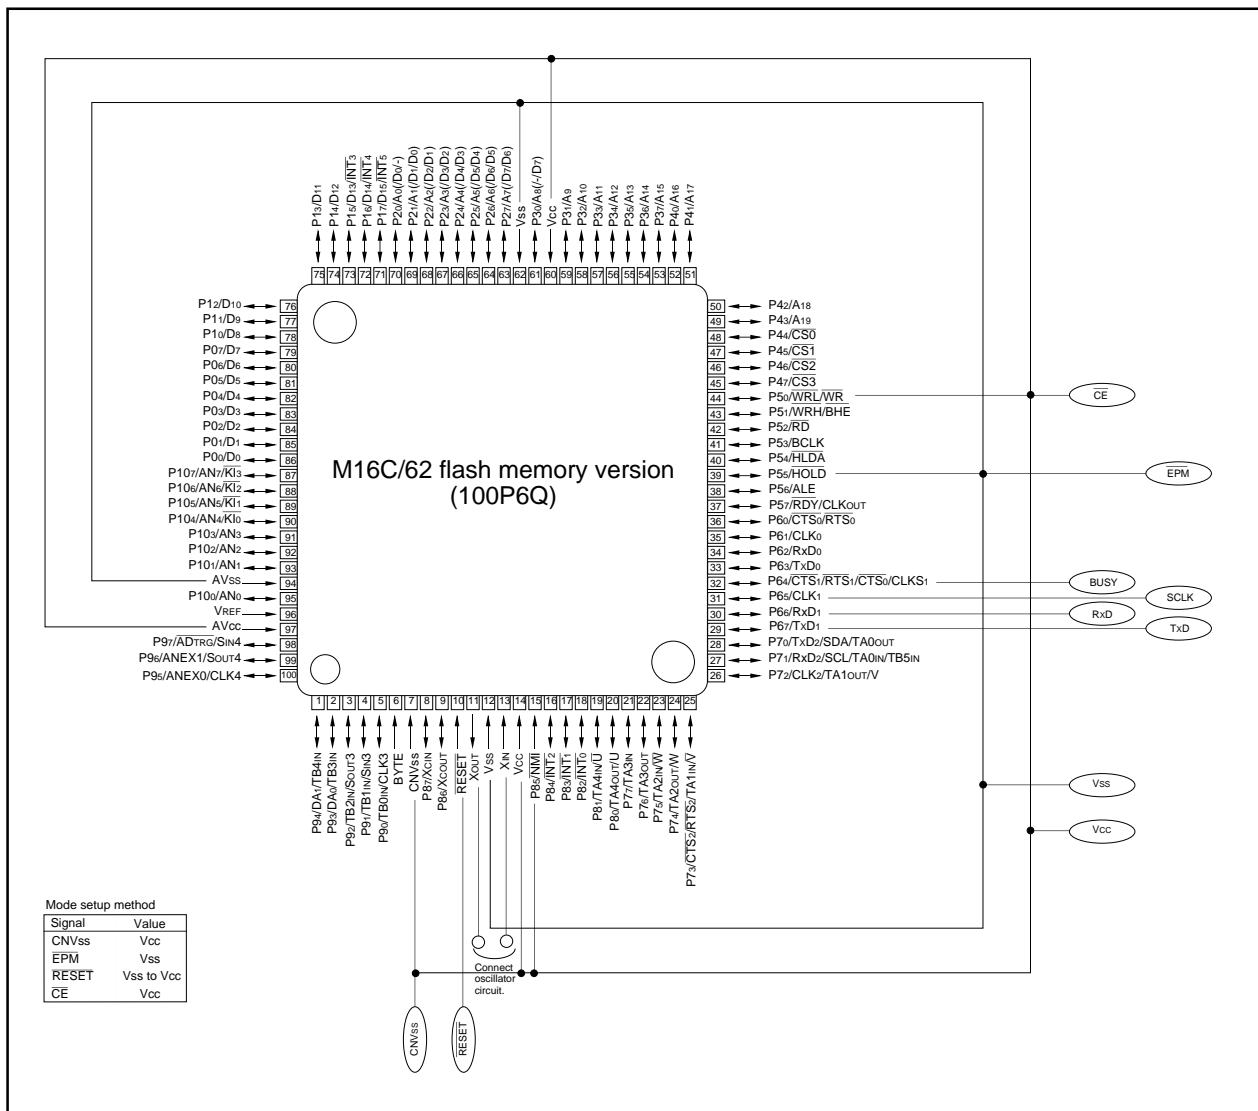 P13/D11
P14/D12
P15/D13/INT3
P16/D14/INT4
P17/D15/INT5
P20/A0(/D0/-)
P21/A1(/D1/D0)
P22/A2(/D2/D1)
P23/A3(/D3/D2)
P24/A4(/D4/D3)
P25/A5(/D5/D4)
P26/A6(/D6/D5)
P27/A7(/D7/D6)
Vss
P30/A8(/-/D7)
Vcc
P31/A9
P32/A10
P33/A11
P34/A12
P35/A13
P36/A14
P37/A15
P40/A16
P41/A17
75 74 73 72 71 70 69 68 67 66 65 64 63 62 61 60 59 58 57 56 55 54 53 52 51
P12/D10 76
P11/D9 77
P10/D8 78
P07/D7 79
P06/D6 80
P05/D5 81
P04/D4 82
P03/D3 83
P02/D2 84
P01/D1 85
P00/D0 86
P107/AN7/KI3 87
P106/AN6/KI2 88
P105/AN5/KI1 89
P104/AN4/KI0 90
P103/AN3 91
P102/AN2 92
P101/AN1 93
AVss 94
P100/AN0 95
VREF 96
AVcc 97
P97/ADTRG/SIN4 98
P96/ANEX1/SOUT4 99
P95/ANEX0/CLK4 100
M16C/62 flash memory version
(100P6Q)
50 P42/A18
49 P43/A19
48 P44/CS0
47 P45/CS1
46 P46/CS2
45 P47/CS3
44 P50/WRL/WR
43 P51/WRH/BHE
42 P52/RD
41 P53/BCLK
40 P54/HLDA
39 P55/HOLD
38 P56/ALE
37 P57/RDY/CLKOUT
36 P60/CTS0/RTS0
35 P61/CLK0
34 P62/RxD0
33 P63/TxD0
32 P64/CTS1/RTS1/CTS0/CLKS1
31 P65/CLK1
30 P66/RxD1
29 P67/TxD1
28 P70/TxD2/SDA/TA0OUT
27 P71/RxD2/SCL/TA0IN/TB5IN
26 P72/CLK2/TA1OUT/V
CE
EPM
BUSY
SCLK
RxD
TxD
Vss
Vcc
1 2 3 4 5 6 7 8 9 10 11 12 13 14 15 16 17 18 19 20 21 22 23 24 25
P94/DA1/TB4IN
P93/DA0/TB3IN
P92/TB2IN/SOUT3
P91/TB1IN/SIN3
P90/TB0IN/CLK3
BYTE
CNVss
P87/XCIN
P86/XCOUT
RESET
XOUT
Vss
XIN
Vcc
P85/NMI
P84/INT2
P83/INT1
P82/INT0
P81/TA4IN/U
P80/TA4OUT/U
P77/TA3IN
P76/TA3OUT
P75/TA2IN/W
P74/TA2OUT/W
P73/CTS2/RTS2/TA1IN/V
Connect
oscillator
circuit.
CNVss
RESET
Mode setup method
Signal Value
CNVss Vcc
EPM Vss
RESET Vss to Vcc
CE Vcc